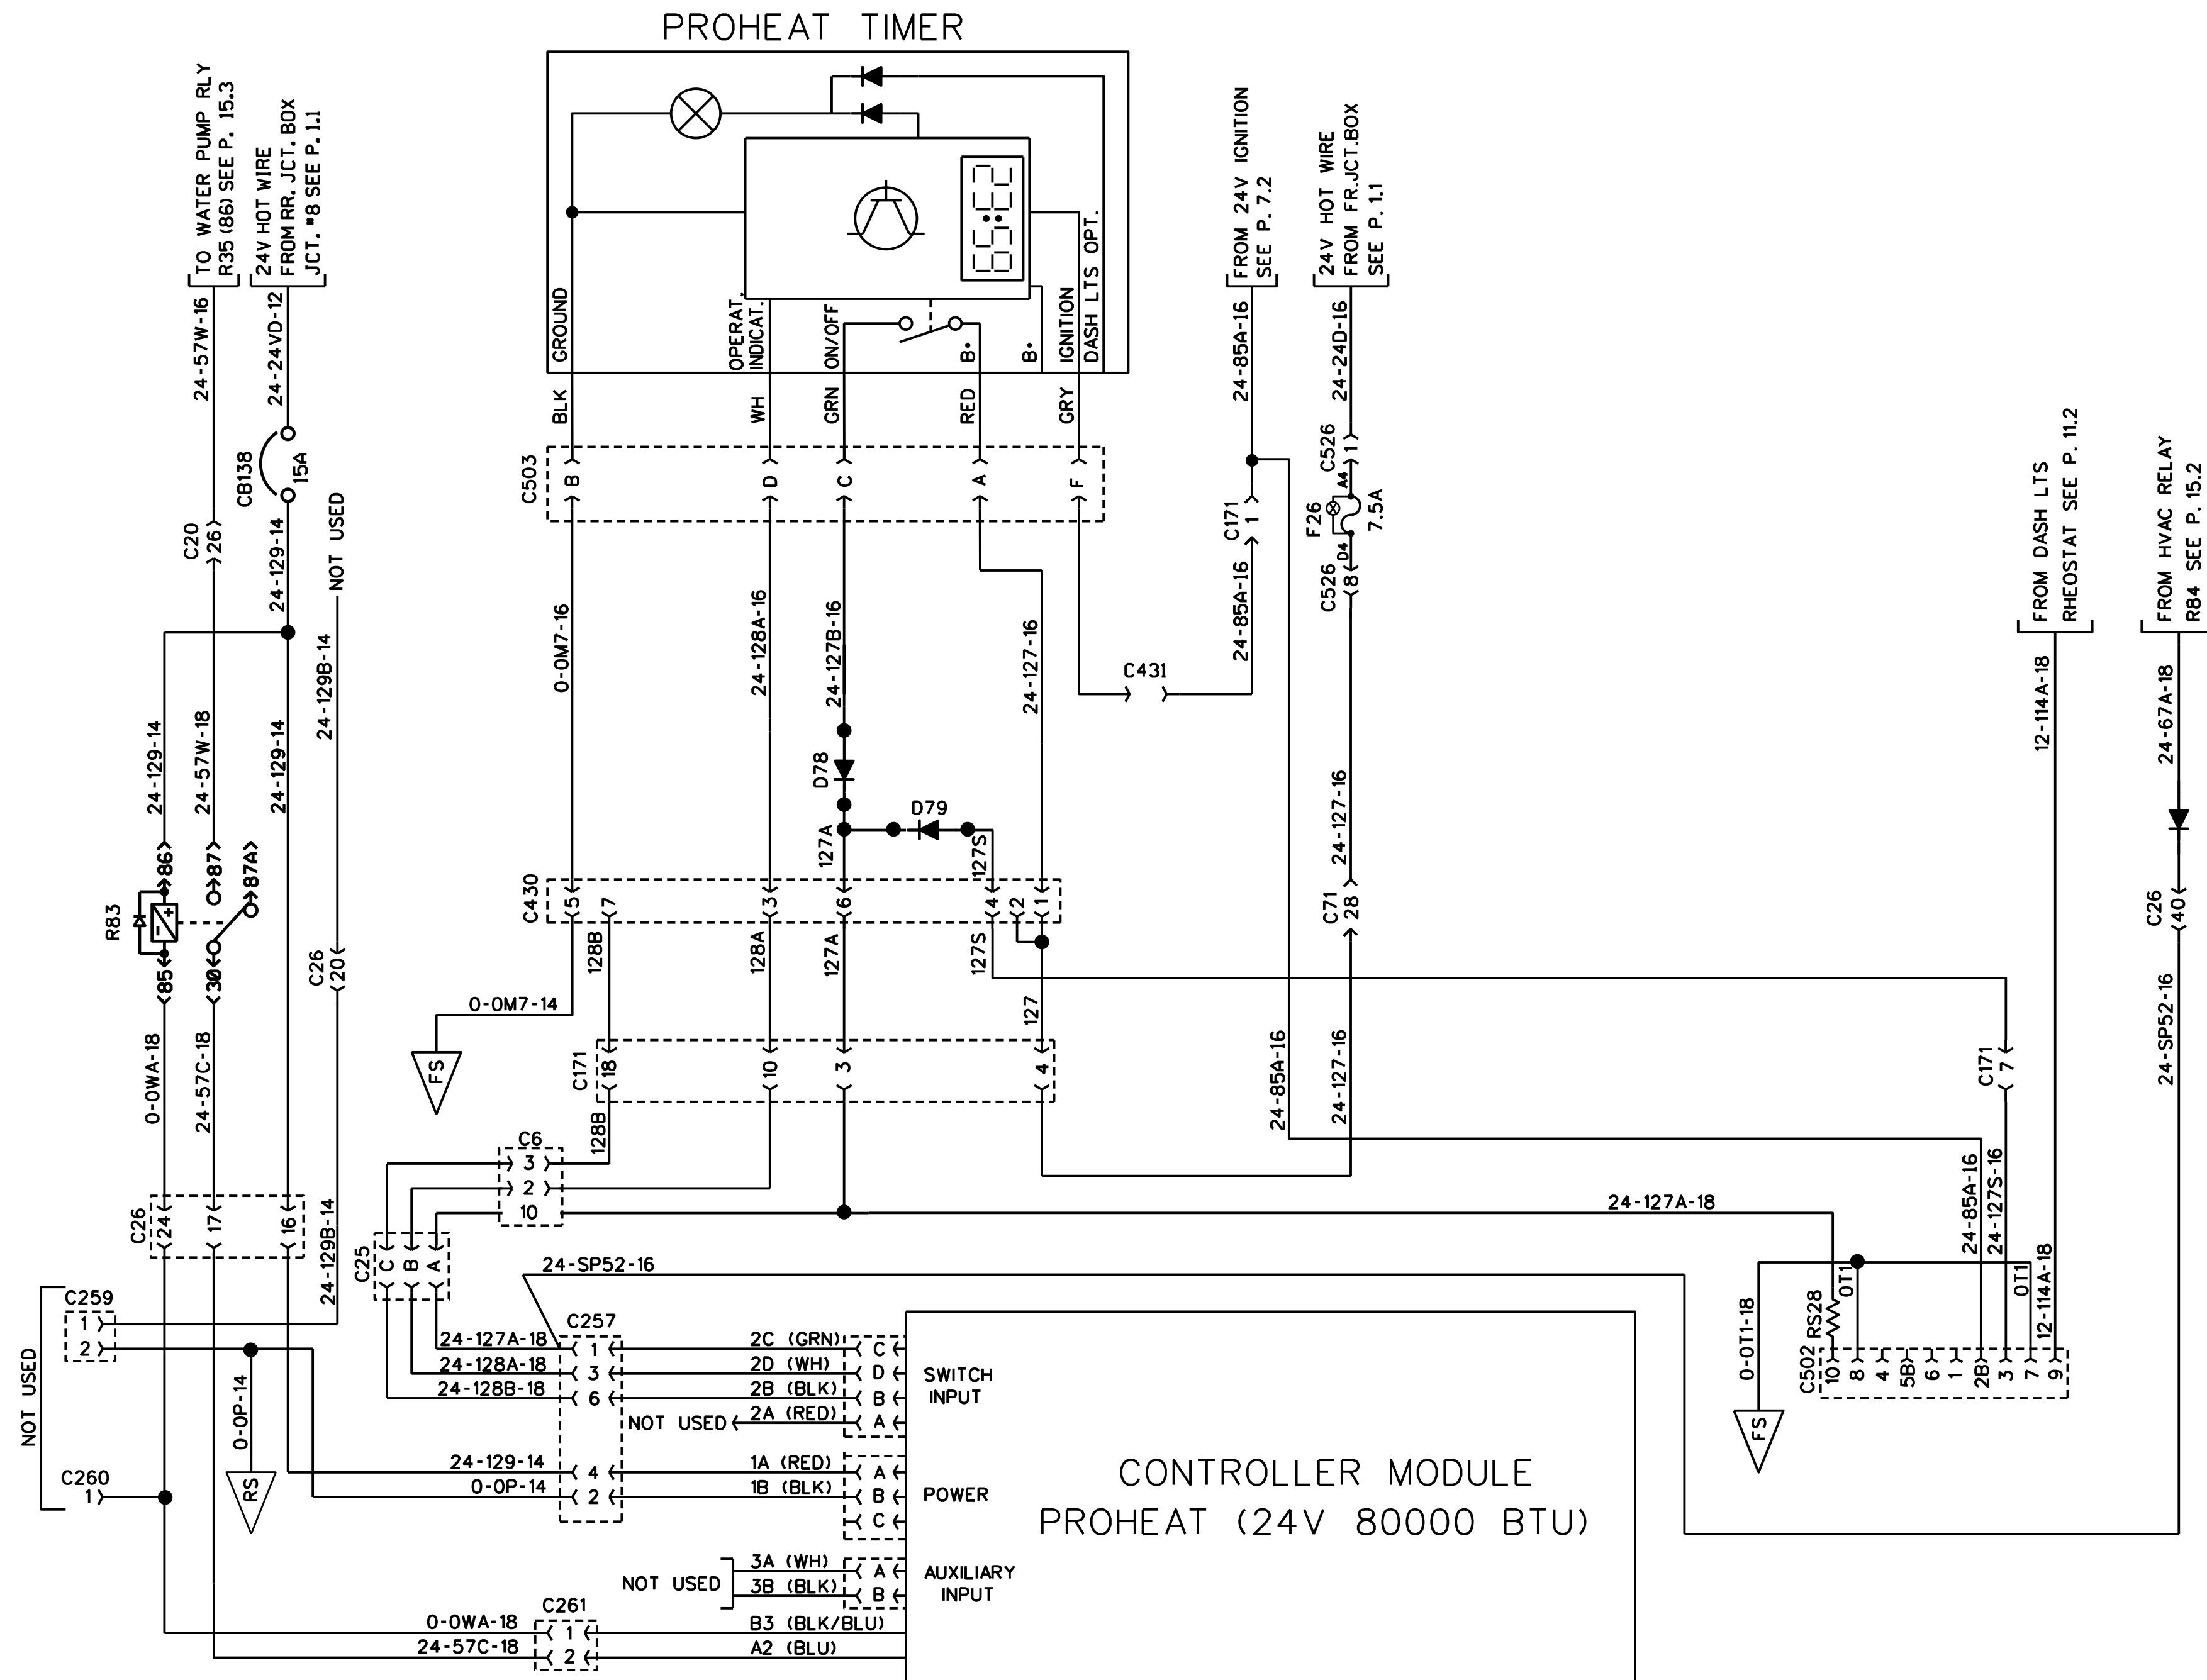 PROHEAT TIMER
TO WATER PUMP RLY
R35 (86) SEE P. 15.3
24V HOT WIRE
FROM RR. JCT. BOX
JCT. #8 SEE P. 1.1
24-57W-16
24-24VD-12
CB138
15A
C20
26
24-129-14
NOT USED
24-129B-14
24-129-14
24-57W-18
24-129-14
R83
86
87
87A
85
30
+
-
C26
20
0-0WA-18
24-57C-18
24-129B-14
C26
24
17
16
GROUND
OPERAT.
INDICAT.
ON/OFF
B+
B+
IGNITION
DASH LTS OPT.
BLK
WH
GRN
RED
GRY
C503
B
D
C
A
F
0-0M7-16
24-128A-16
24-127B-16
24-127-16
C431
D78
D79
127A
127S
C430
5
7
3
6
4
2
1
128B
128A
127A
127S
127
0-0M7-14
FS
C171
18
10
3
4
128B
C6
3
2
10
C25
C
B
A
FROM 24V IGNITION
SEE P. 7.2
24V HOT WIRE
FROM FR.JCT.BOX
SEE P. 1.1
24-85A-16
24-24D-16
C171
1
24-85A-16
C526
1
A4
F26
7.5A
D4
C526
8
24-127-16
C71
28
24-85A-16
24-127-16
FROM DASH LTS
RHEOSTAT SEE P. 11.2
FROM HVAC RELAY
R84 SEE P. 15.2
12-114A-18
24-67A-18
C26
40
24-SP52-16
C171
7
24-85A-16
24-127S-16
24-127A-18
0T1
0T1
12-114A-18
0-0T1-18
FS
RS28
C502
10
8
4
5B
6
1
2B
3
7
9
24-SP52-16
C259
1
2
NOT USED
C260
1
0-0P-14
RS
C257
24-127A-18
1
2C (GRN)
C
24-128A-18
3
2D (WH)
D
24-128B-18
6
2B (BLK)
B
NOT USED
2A (RED)
A
SWITCH
INPUT
24-129-14
4
1A (RED)
A
0-0P-14
2
1B (BLK)
B
C
POWER
3A (WH)
A
3B (BLK)
B
NOT USED
AUXILIARY
INPUT
C261
0-0WA-18
1
B3 (BLK/BLU)
24-57C-18
2
A2 (BLU)
CONTROLLER MODULE
PROHEAT (24V 80000 BTU)